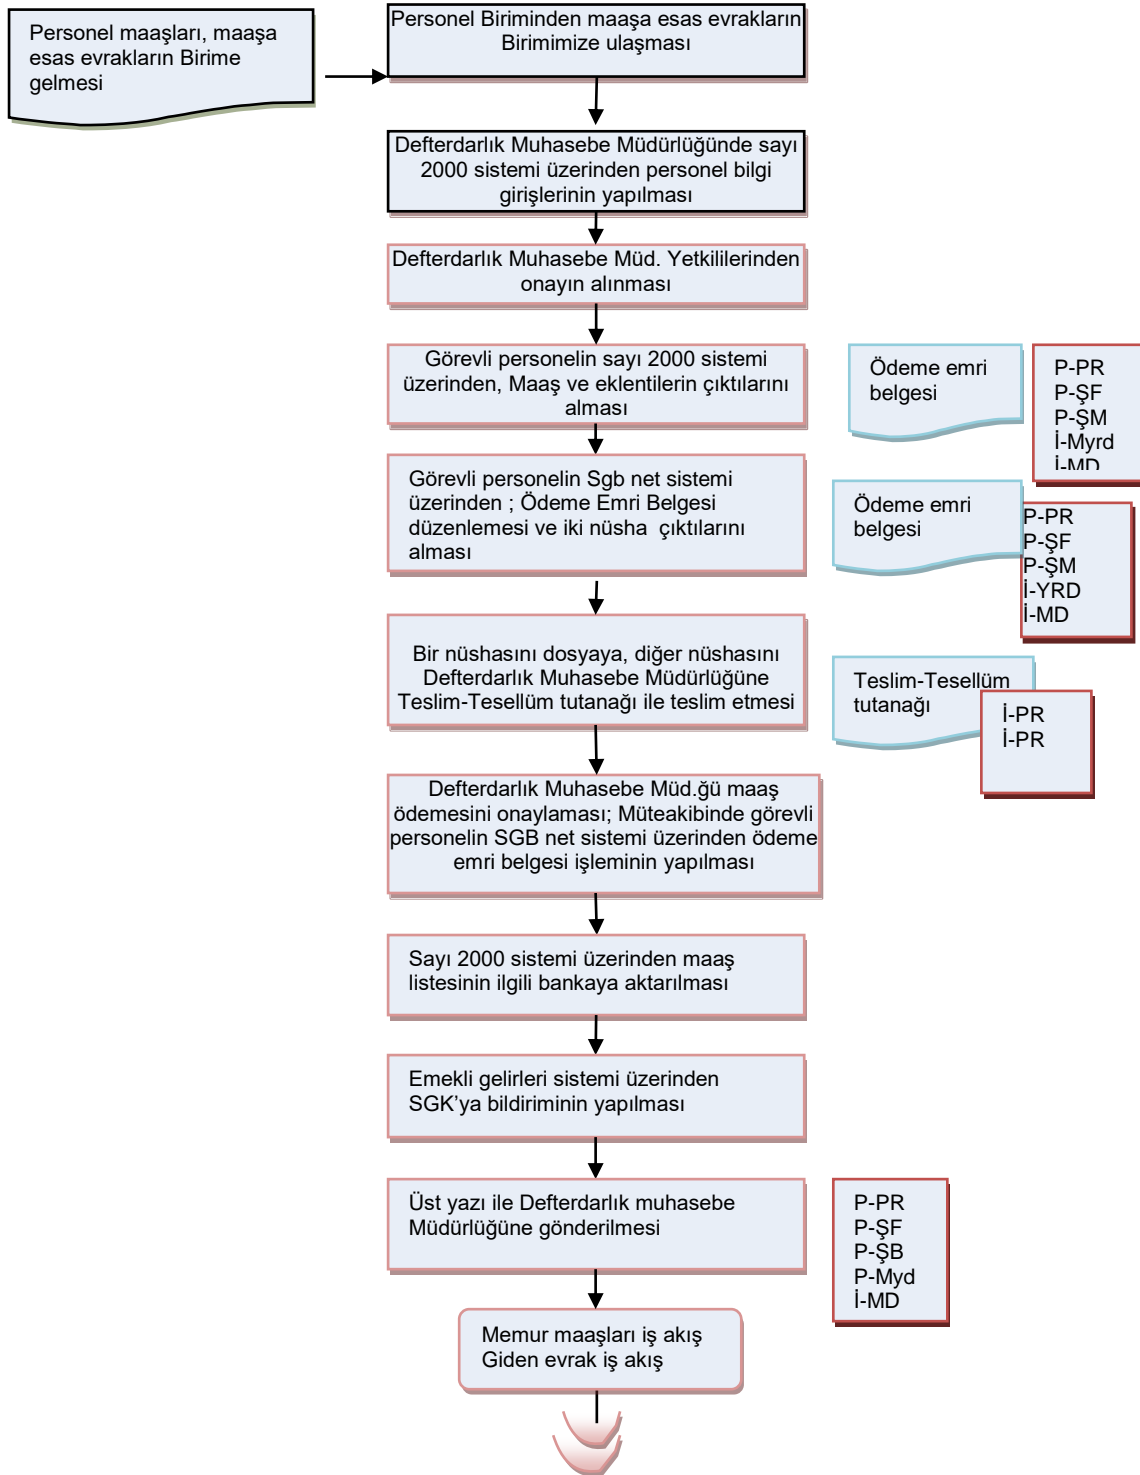 Personel maaşları, maaşa
esas evrakların Birime
gelmesi
Personel Biriminden maaşa esas evrakların
Birimimize ulaşması
Defterdarlık Muhasebe Müdürlüğünde sayı
2000 sistemi üzerinden personel bilgi
girişlerinin yapılması
Defterdarlık Muhasebe Müd. Yetkililerinden
onayın alınması
Görevli personelin sayı 2000 sistemi
üzerinden, Maaş ve eklentilerin çıktılarını
alması
Ödeme emri
belgesi
P-PR
P-ŞF
P-ŞM
İ-Myrd
İ-MD
Görevli personelin Sgb net sistemi
üzerinden ; Ödeme Emri Belgesi
düzenlemesi ve iki nüsha çıktılarını
alması
Ödeme emri
belgesi
P-PR
P-ŞF
P-ŞM
İ-YRD
İ-MD
Bir nüshasını dosyaya, diğer nüshasını
Defterdarlık Muhasebe Müdürlüğüne
Teslim-Tesellüm tutanağı ile teslim etmesi
Teslim-Tesellüm
tutanağı
İ-PR
İ-PR
Defterdarlık Muhasebe Müd.ğü maaş
ödemesini onaylaması; Müteakibinde görevli
personelin SGB net sistemi üzerinden ödeme
emri belgesi işleminin yapılması
Sayı 2000 sistemi üzerinden maaş
listesinin ilgili bankaya aktarılması
Emekli gelirleri sistemi üzerinden
SGK’ya bildiriminin yapılması
Üst yazı ile Defterdarlık muhasebe
Müdürlüğüne gönderilmesi
P-PR
P-ŞF
P-ŞB
P-Myd
İ-MD
Memur maaşları iş akış
Giden evrak iş akış